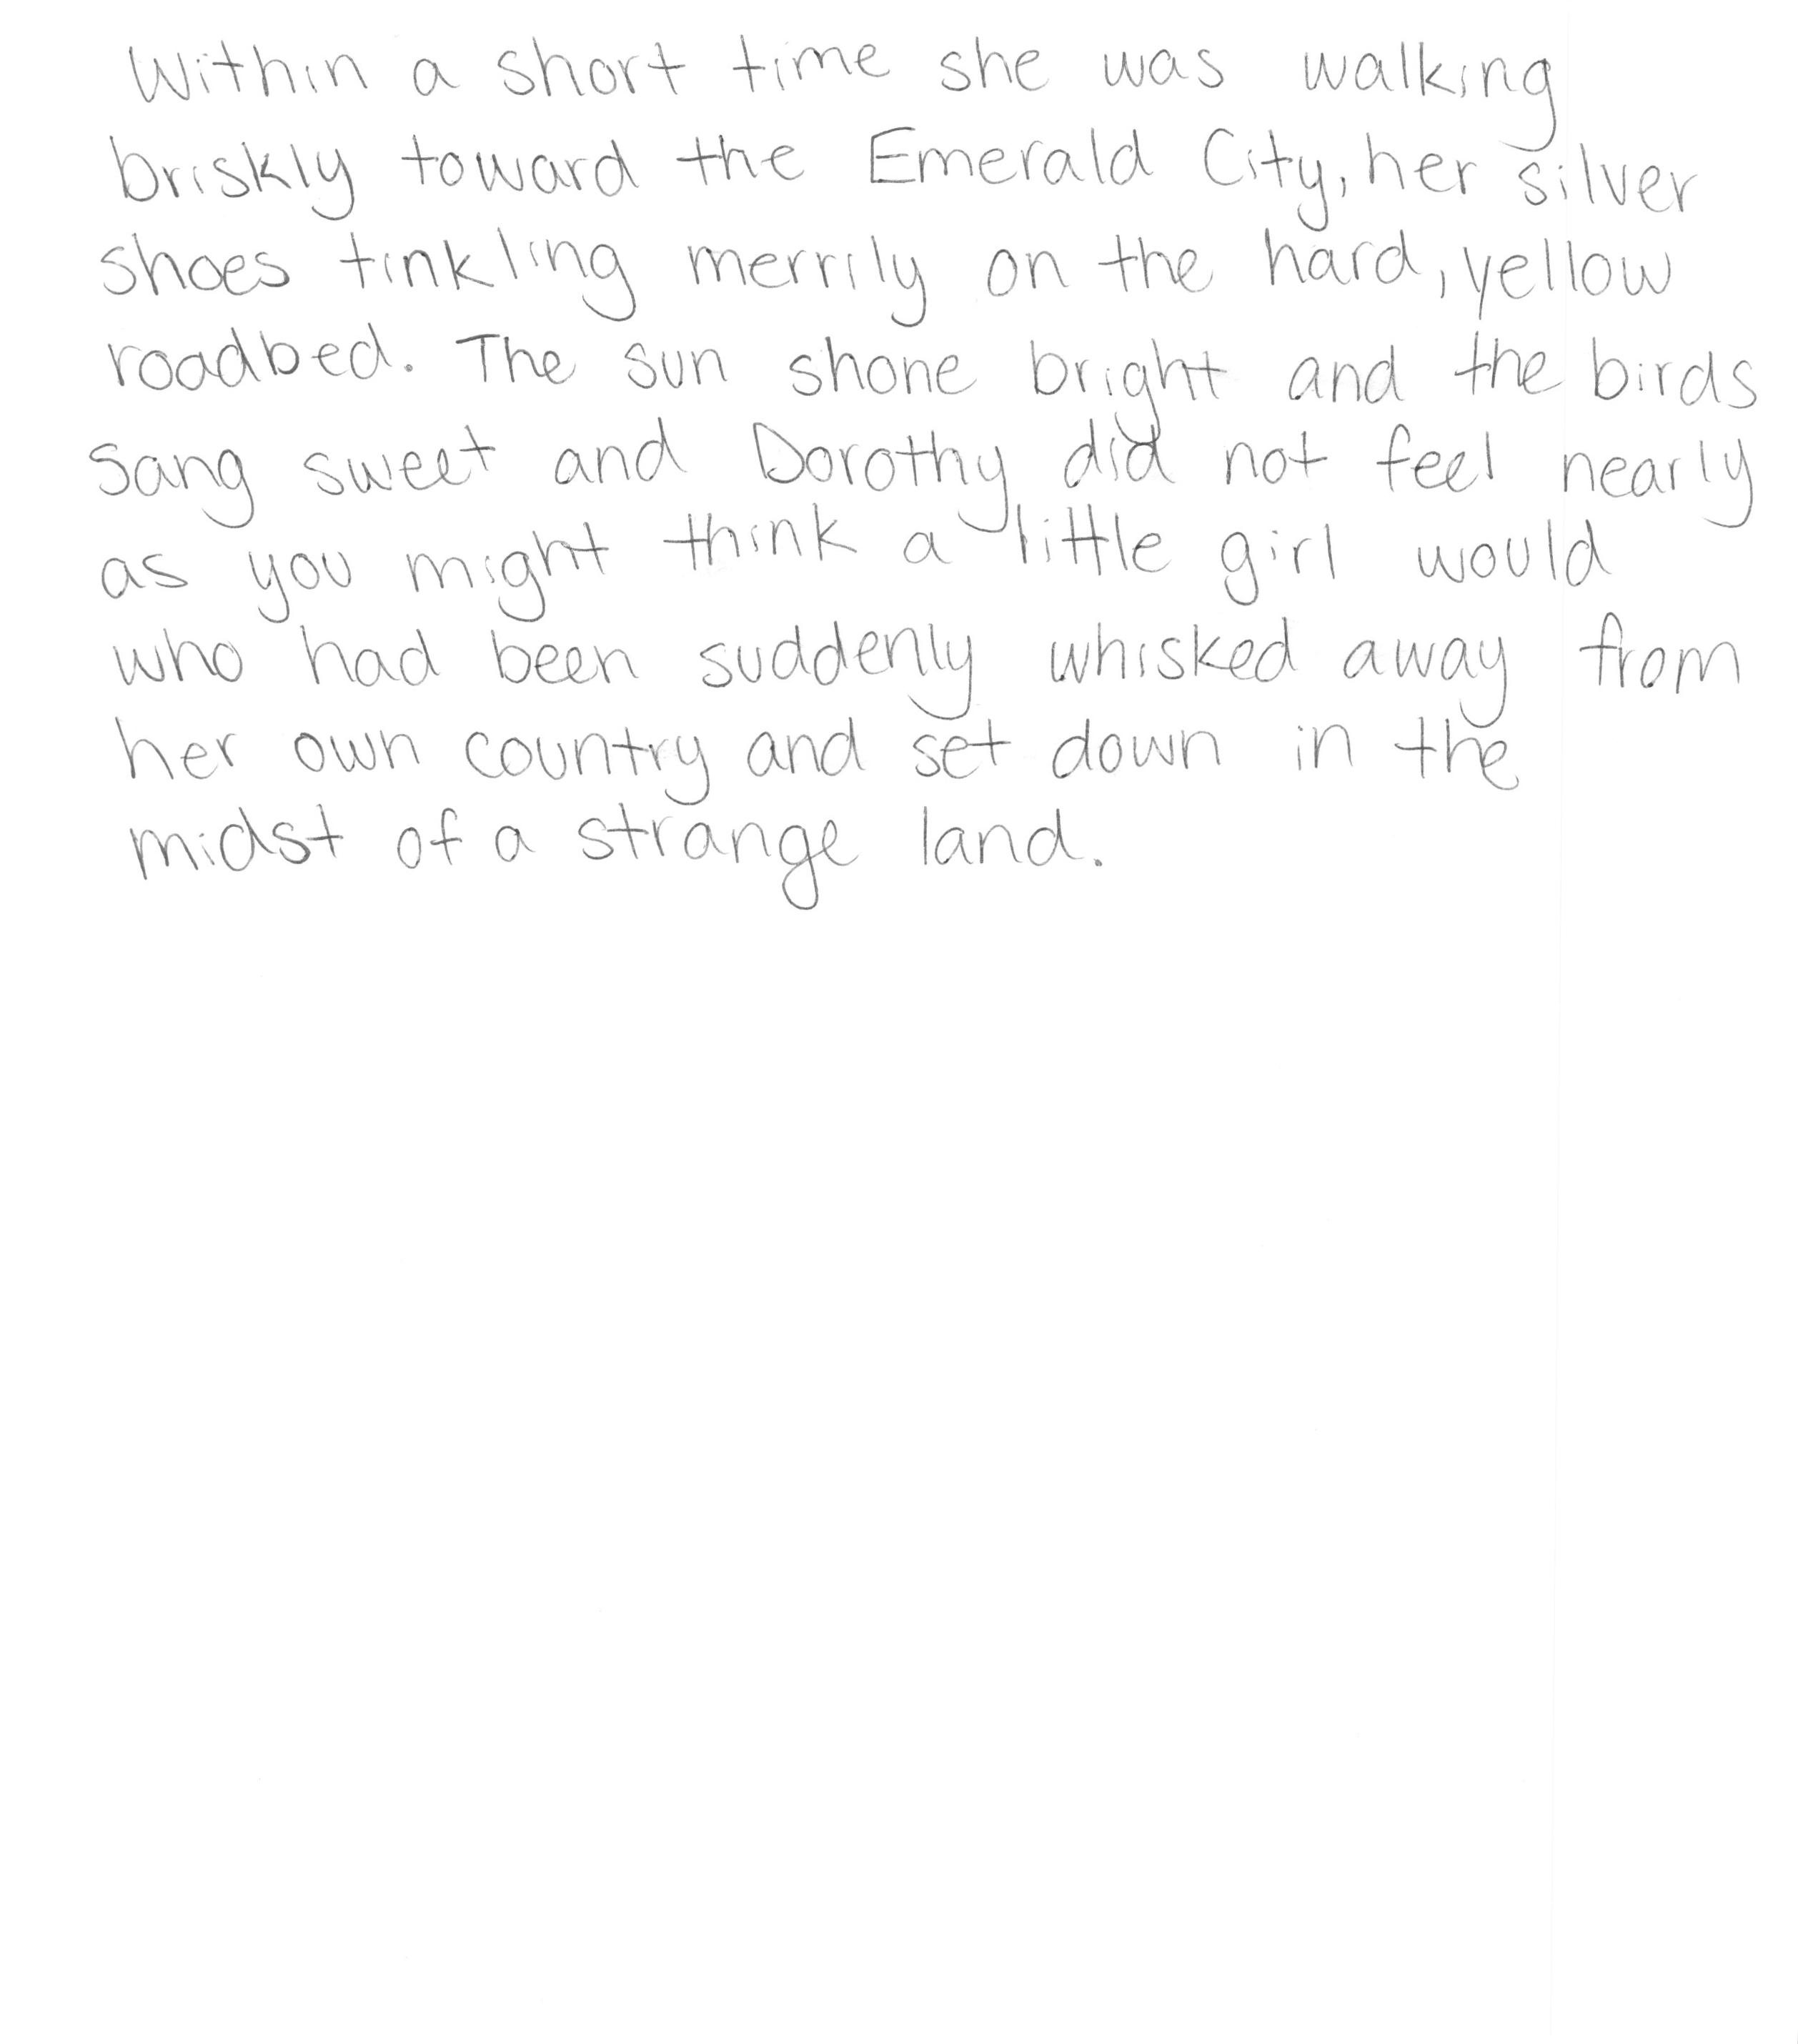 Within a short time she was walking
briskly toward the Emerald City, her silver
shoes tinkling merrily on the hard, yellow
roadbed. The sun shone bright and the birds
sang sweet and Dorothy did not feel nearly
as you might think a little girl would
who had been suddenly whisked away from
her own country and set down in the
midst of a strange land.